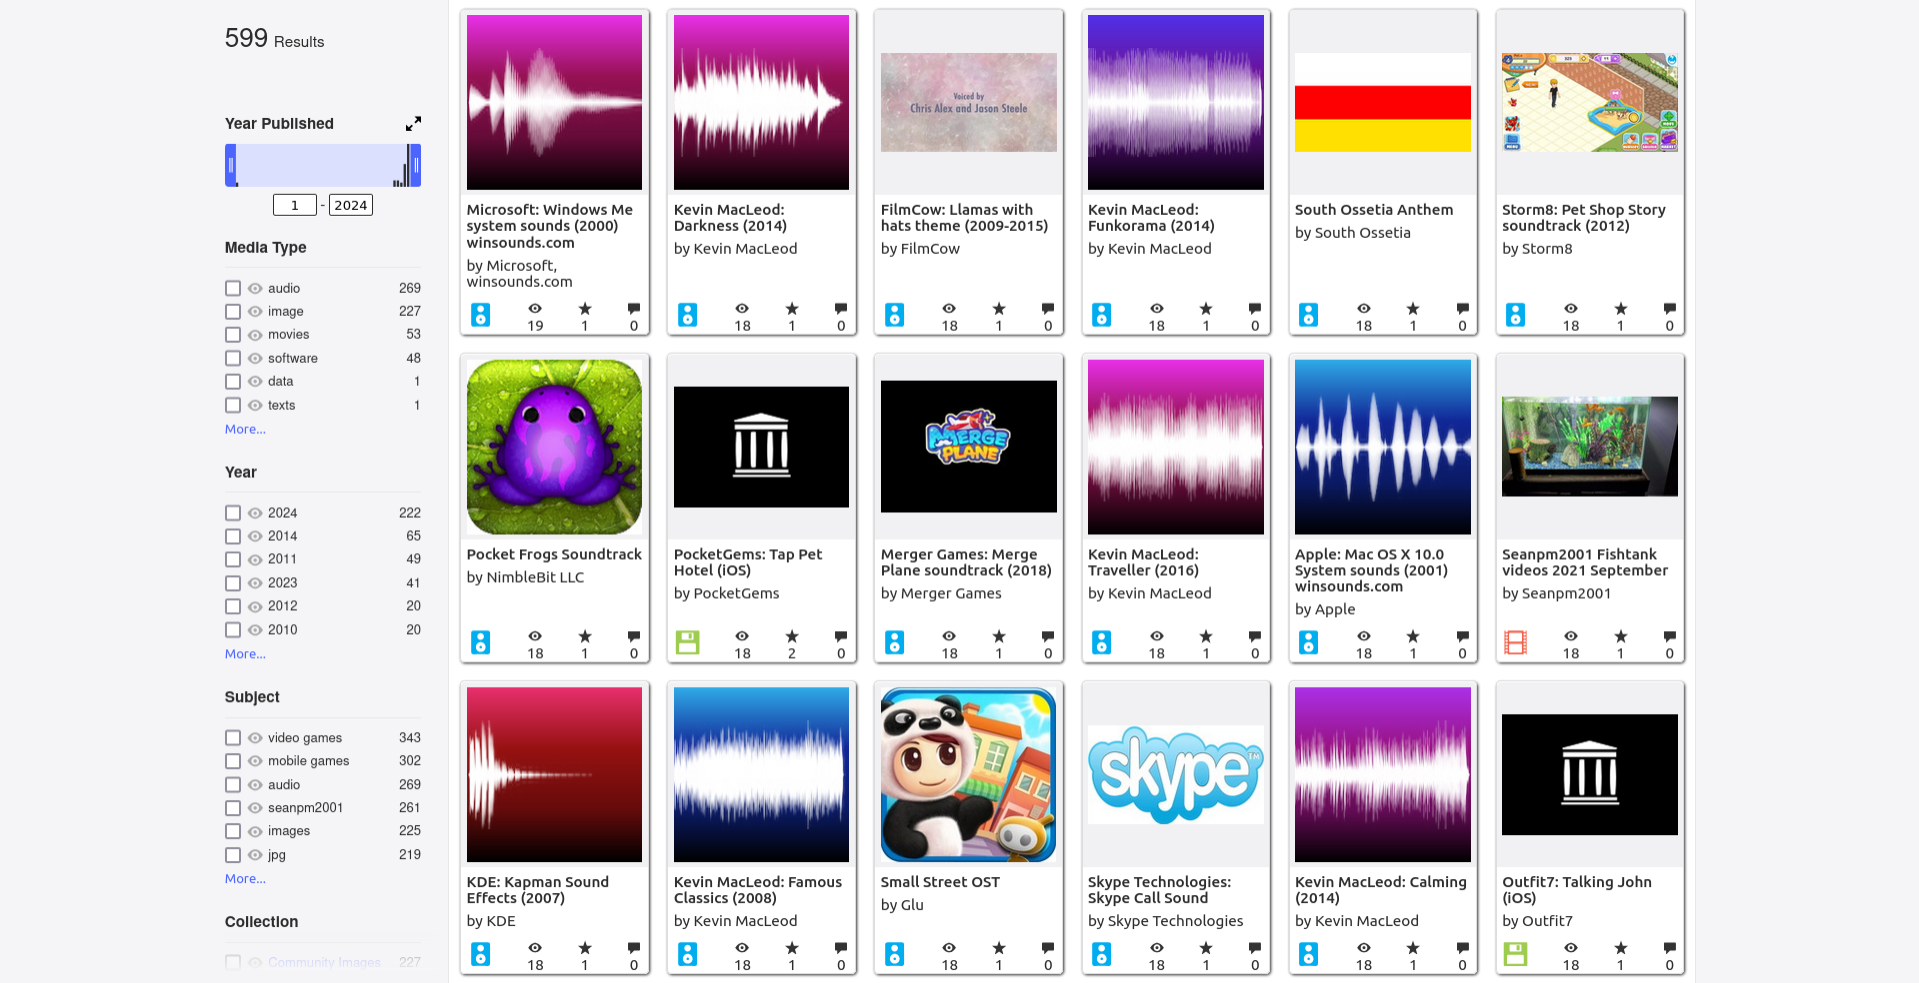 599 Results
Year Published
1 - 2024
Media Type
audio 269
image 227
movies 53
software 48
data 1
texts 1
More...
Year
2024 222
2014 65
2011 49
2023 41
2012 20
2010 20
More...
Subject
video games 343
mobile games 302
audio 269
seanpm2001 261
images 225
jpg 219
More...
Collection
Community Images 227
Microsoft: Windows Me
system sounds (2000)
winsounds.com
by Microsoft,
winsounds.com
19 1 0
Kevin MacLeod:
Darkness (2014)
by Kevin MacLeod
18 1 0
Voiced by
Chris Alex and Jason Steele
FilmCow: Llamas with
hats theme (2009-2015)
by FilmCow
18 1 0
Kevin MacLeod:
Funkorama (2014)
by Kevin MacLeod
18 1 0
South Ossetia Anthem
by South Ossetia
18 1 0
Storm8: Pet Shop Story
soundtrack (2012)
by Storm8
18 1 0
Pocket Frogs Soundtrack
by NimbleBit LLC
18 1 0
PocketGems: Tap Pet
Hotel (iOS)
by PocketGems
18 2 0
MERGE
PLANE
Merger Games: Merge
Plane soundtrack (2018)
by Merger Games
18 1 0
Kevin MacLeod:
Traveller (2016)
by Kevin MacLeod
18 1 0
Apple: Mac OS X 10.0
System sounds (2001)
winsounds.com
by Apple
18 1 0
Seanpm2001 Fishtank
videos 2021 September
by Seanpm2001
18 1 0
KDE: Kapman Sound
Effects (2007)
by KDE
18 1 0
Kevin MacLeod: Famous
Classics (2008)
by Kevin MacLeod
18 1 0
Small Street OST
by Glu
18 1 0
skype™
Skype Technologies:
Skype Call Sound
by Skype Technologies
18 1 0
Kevin MacLeod: Calming
(2014)
by Kevin MacLeod
18 1 0
Outfit7: Talking John
(iOS)
by Outfit7
18 1 0